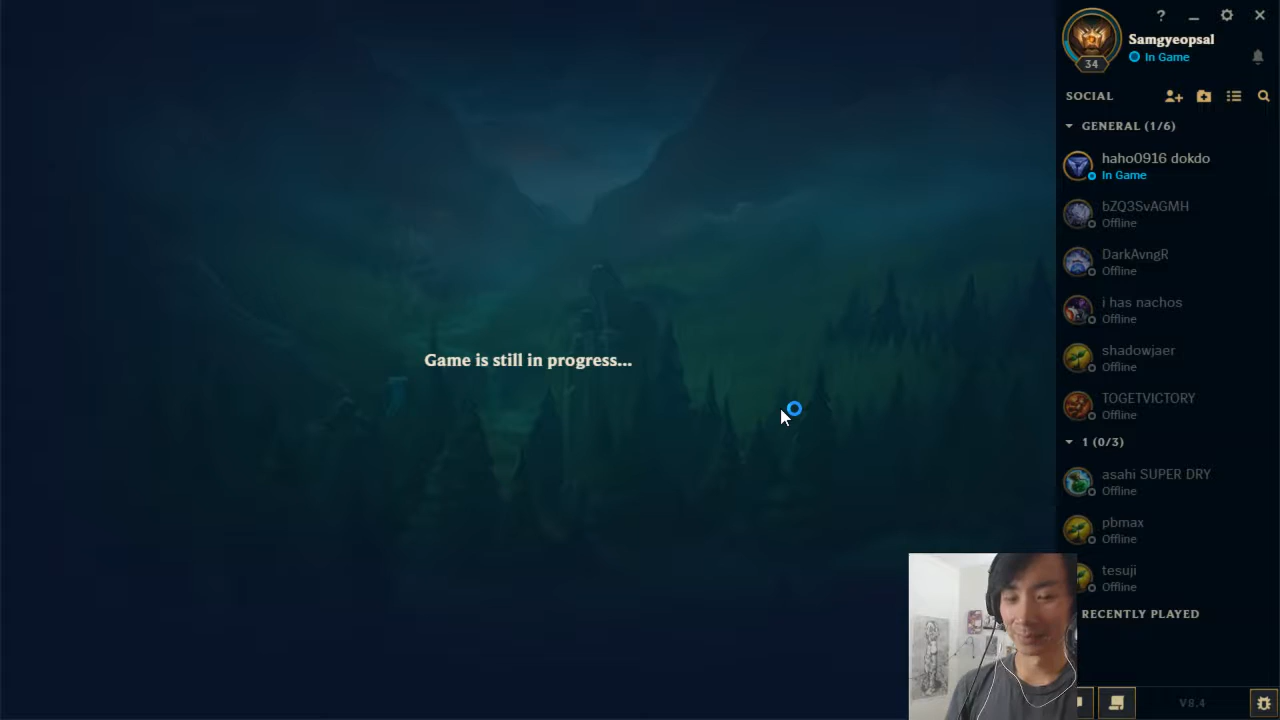 ?
Samgyeopsal
In Game
34
SOCIAL
GENERAL (1/6)
haho0916 dokdo
In Game
bZQ3SvAGMH
Offline
DarkAvngR
Offline
i has nachos
Offline
shadowjaer
Offline
TOGETVICTORY
Offline
1 (0/3)
asahi SUPER DRY
Offline
pbmax
Offline
tesuji
Offline
RECENTLY PLAYED
V8.4
Game is still in progress...